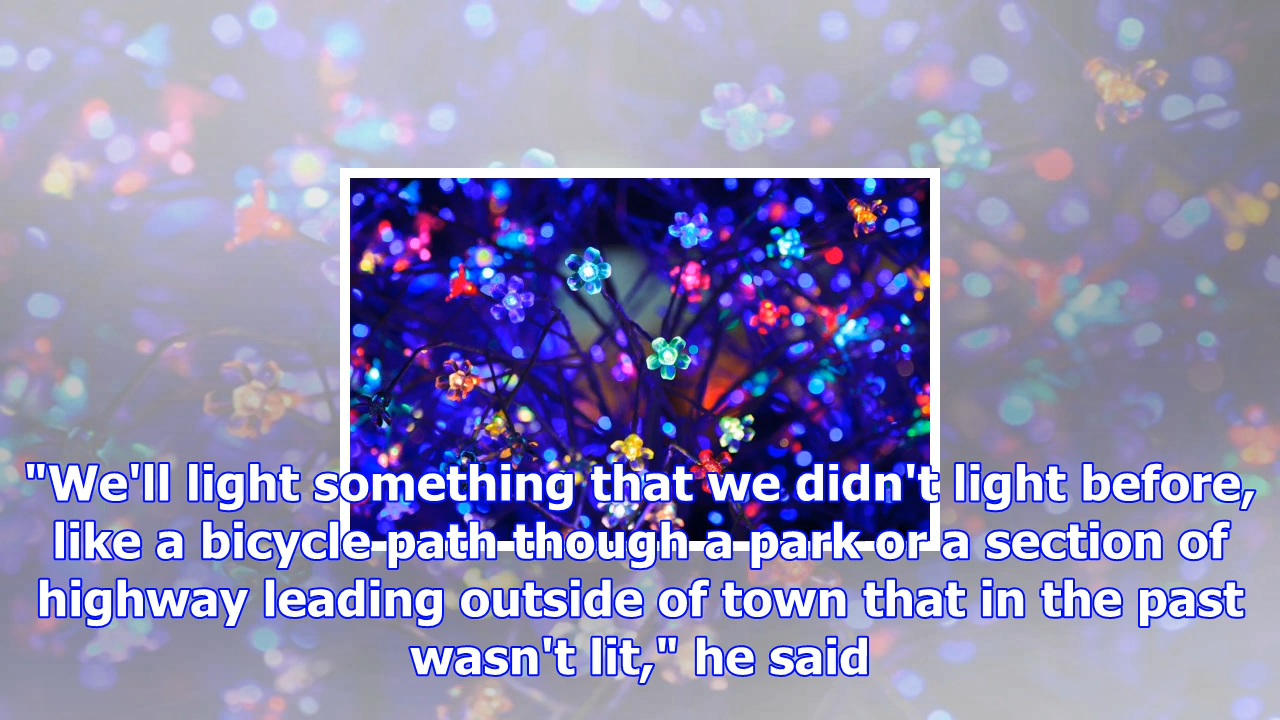 "We'll light something that we didn't light before,
like a bicycle path though a park or a section of
highway leading outside of town that in the past
wasn't lit," he said